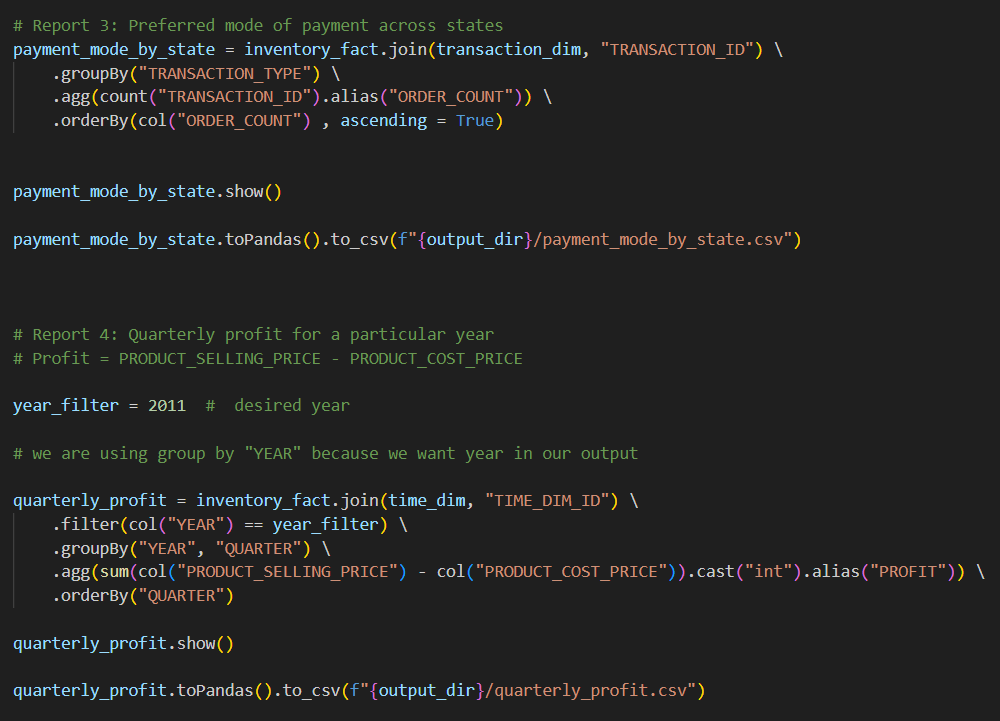 # Report 3: Preferred mode of payment across states
payment_mode_by_state = inventory_fact.join(transaction_dim, "TRANSACTION_ID") \
    .groupBy("TRANSACTION_TYPE") \
    .agg(count("TRANSACTION_ID").alias("ORDER_COUNT")) \
    .orderBy(col("ORDER_COUNT") , ascending = True)
payment_mode_by_state.show()
payment_mode_by_state.toPandas().to_csv(f"{output_dir}/payment_mode_by_state.csv")
# Report 4: Quarterly profit for a particular year
# Profit = PRODUCT_SELLING_PRICE - PRODUCT_COST_PRICE
year_filter = 2011  #  desired year
# we are using group by "YEAR" because we want year in our output
quarterly_profit = inventory_fact.join(time_dim, "TIME_DIM_ID") \
    .filter(col("YEAR") == year_filter) \
    .groupBy("YEAR", "QUARTER") \
    .agg(sum(col("PRODUCT_SELLING_PRICE") - col("PRODUCT_COST_PRICE")).cast("int").alias("PROFIT")) \
    .orderBy("QUARTER")
quarterly_profit.show()
quarterly_profit.toPandas().to_csv(f"{output_dir}/quarterly_profit.csv")